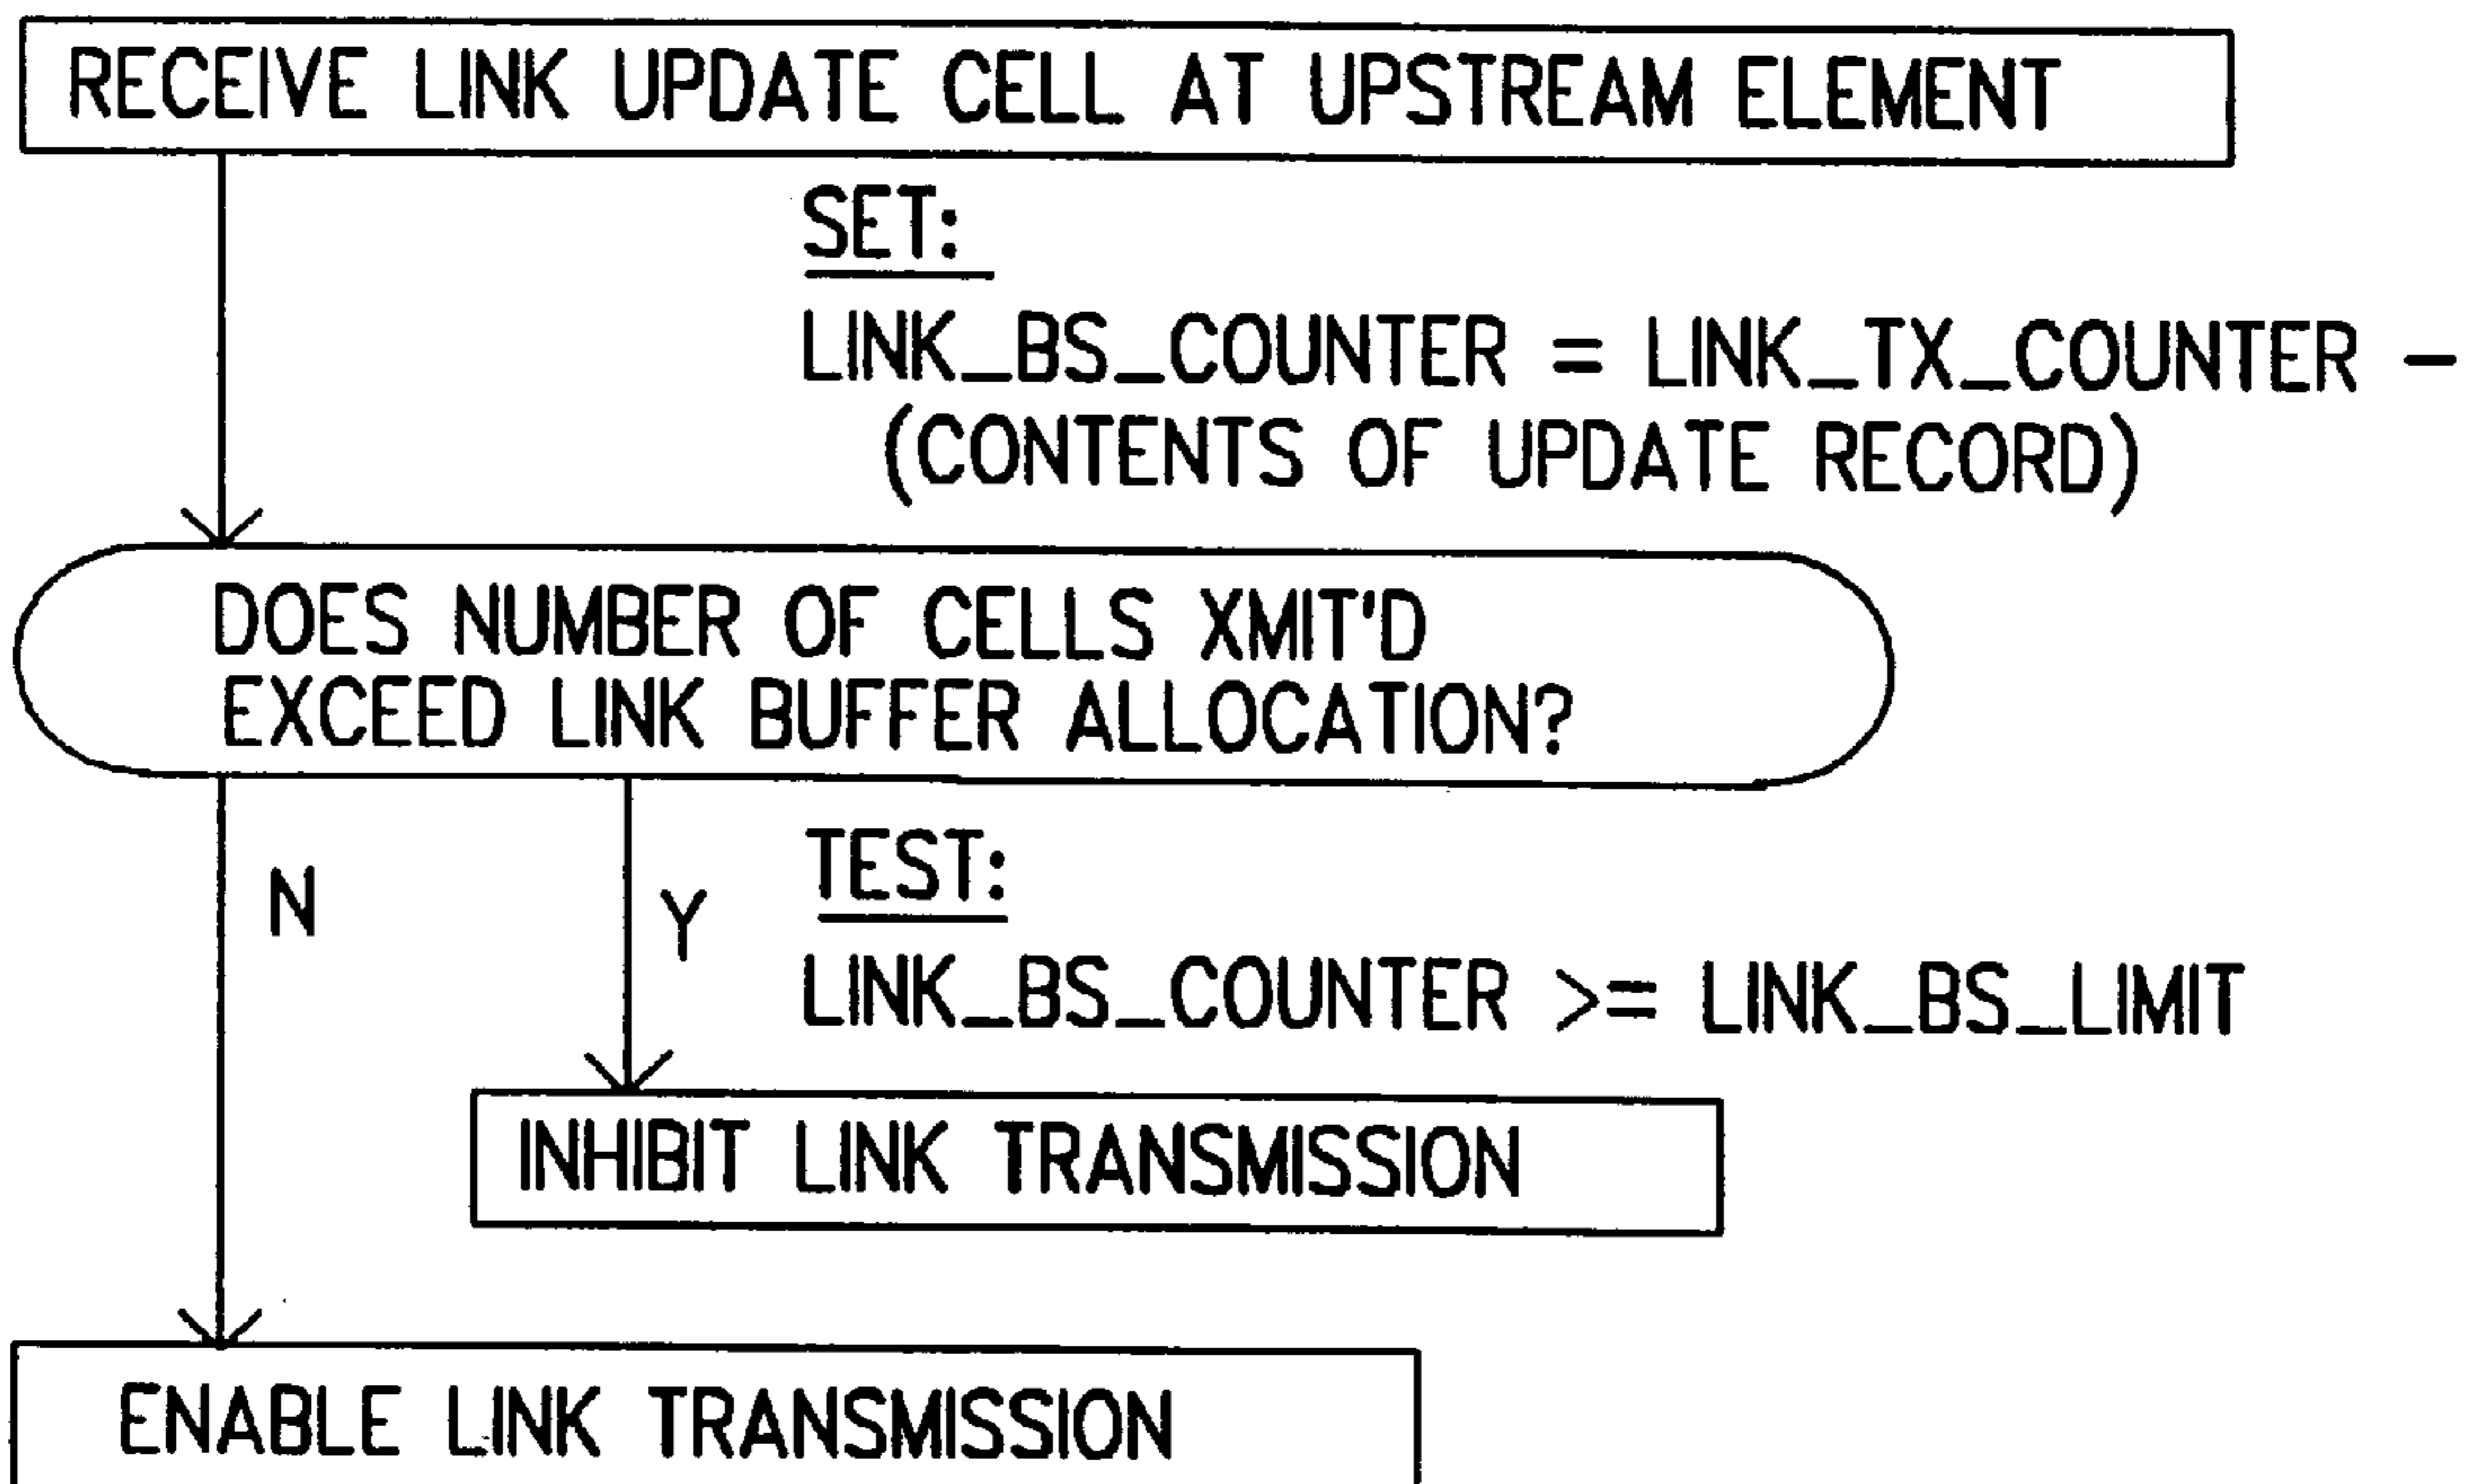 RECEIVE LINK UPDATE CELL AT UPSTREAM ELEMENT
SET:
LINK_BS_COUNTER = LINK_TX_COUNTER -
(CONTENTS OF UPDATE RECORD)
DOES NUMBER OF CELLS XMIT'D
EXCEED LINK BUFFER ALLOCATION?
N
Y
TEST:
LINK_BS_COUNTER >= LINK_BS_LIMIT
INHIBIT LINK TRANSMISSION
ENABLE LINK TRANSMISSION